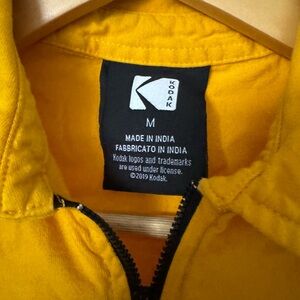 KODAK
M
MADE IN INDIA
FABBRICATO IN INDIA
Kodak logos and trademarks
are used under license.
©2019 Kodak.